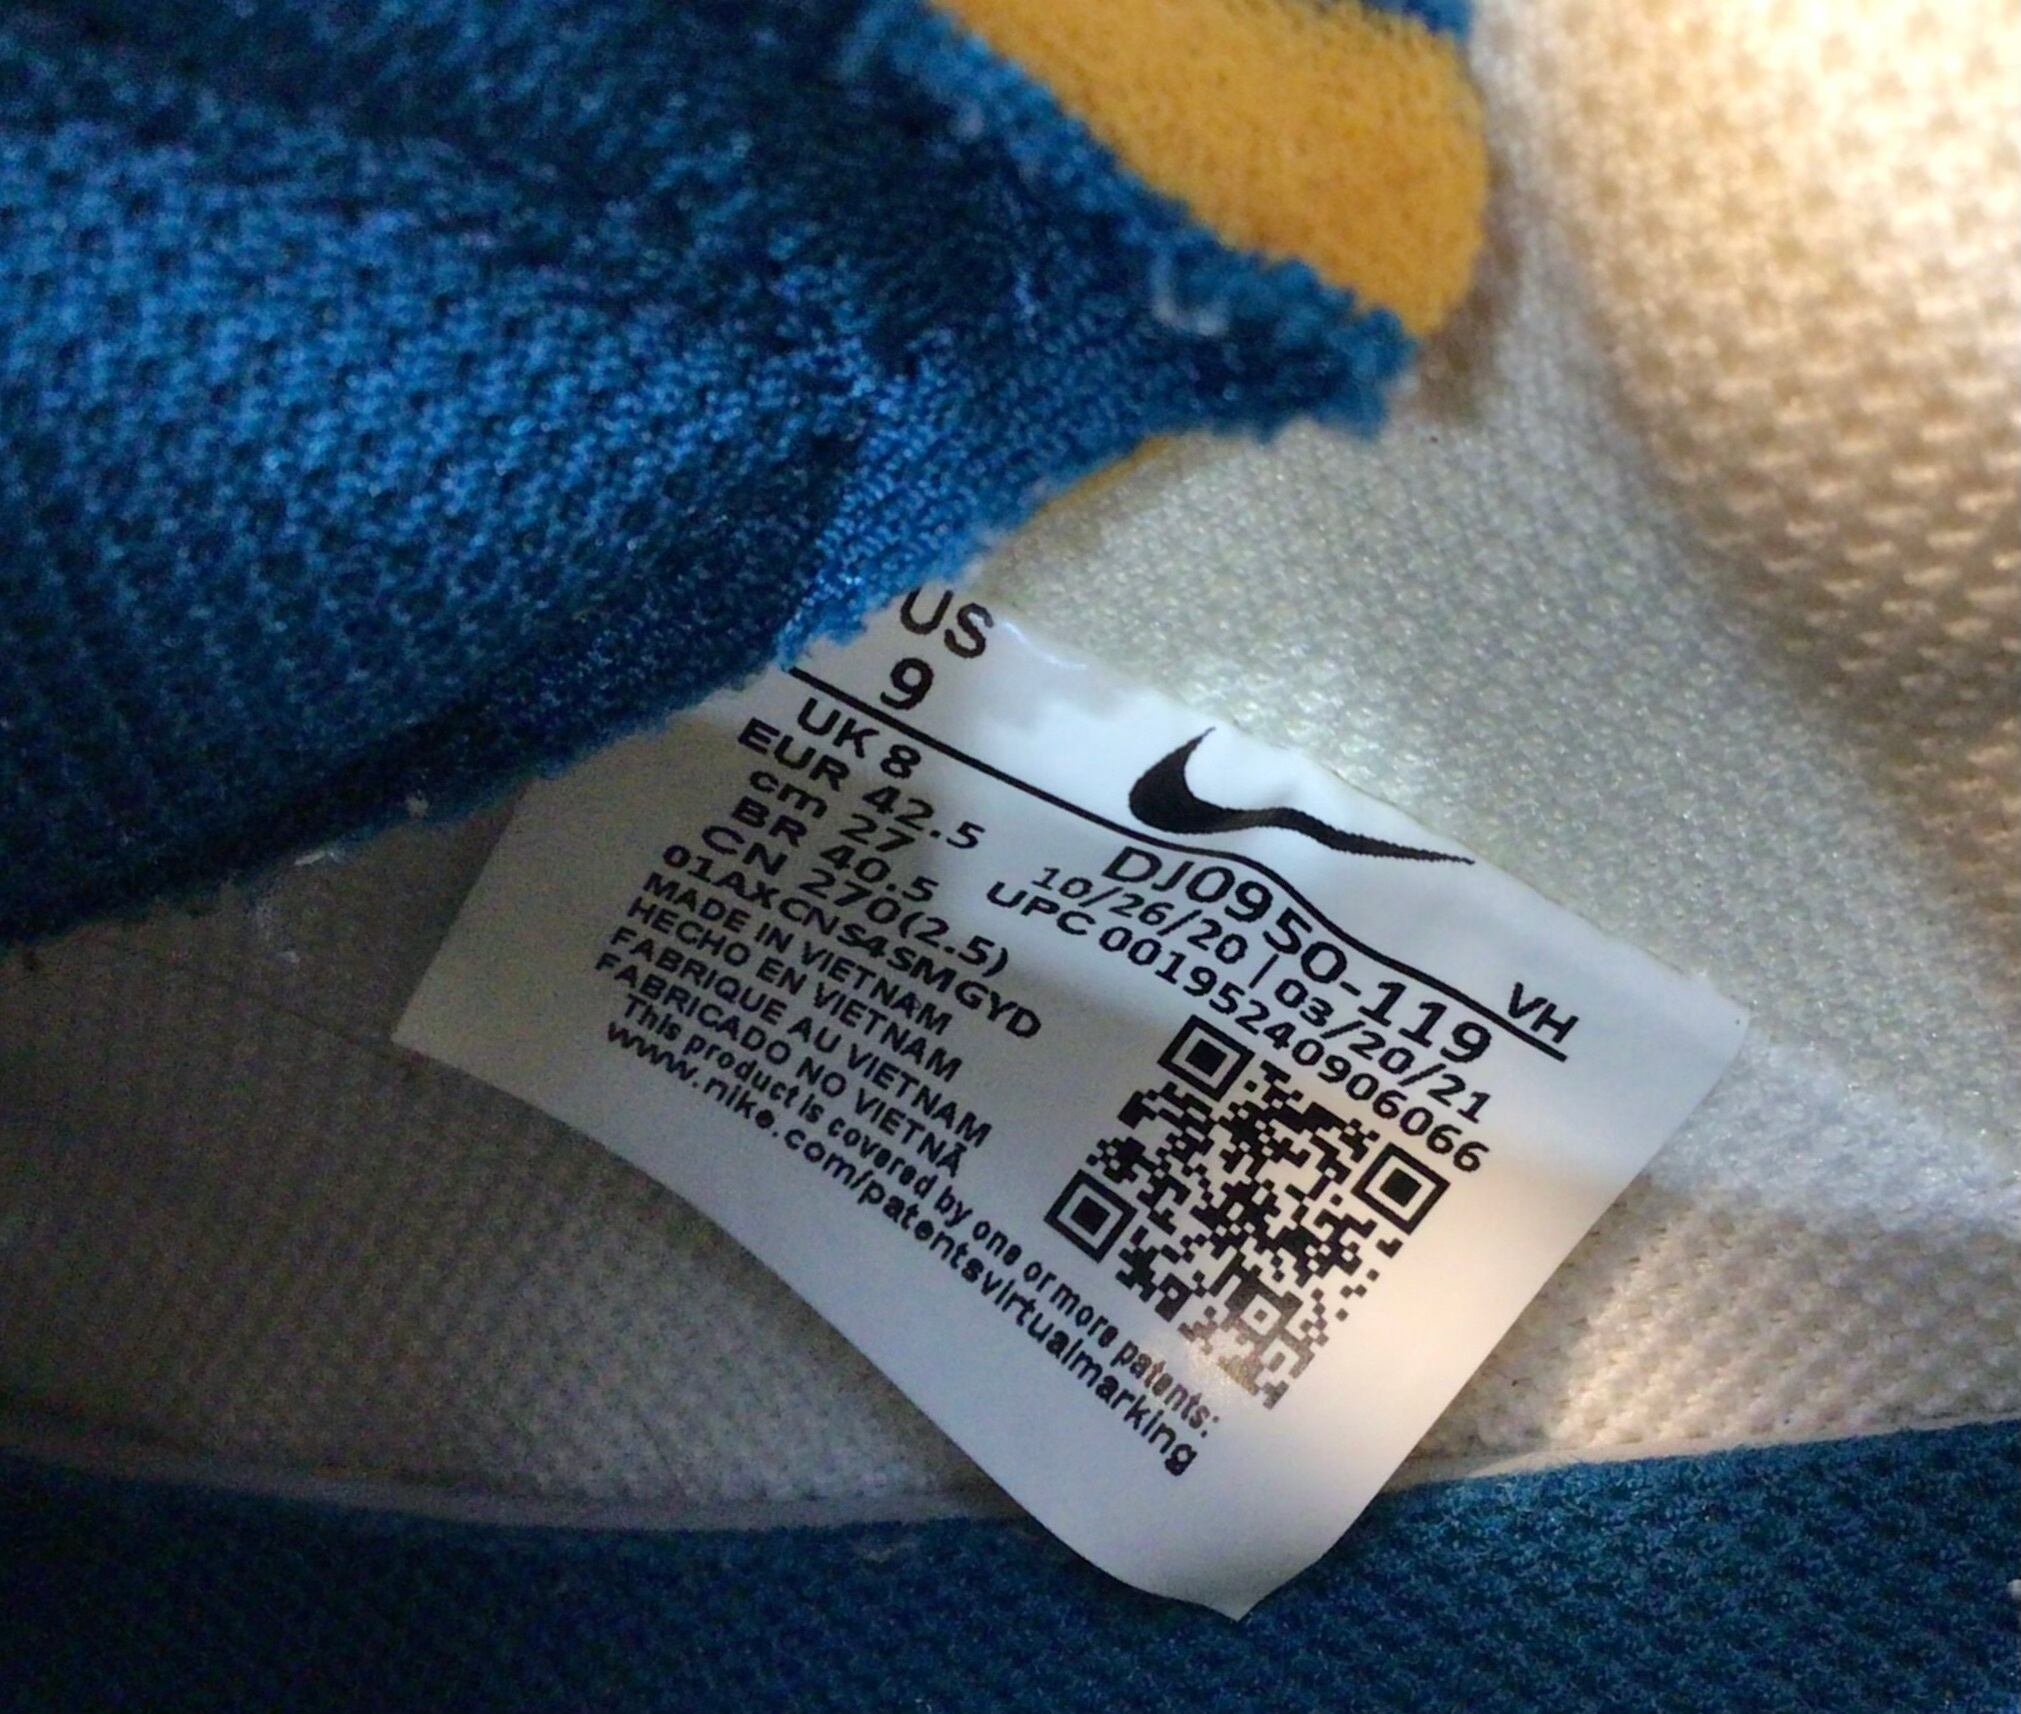 US
9
UK 8
EUR 42.5
cm 27
BR 40.5
CN 270(2.5)
01AXCNS4SMGYD
MADE IN VIETNAM
HECHO EN VIETNAM
FABRIQUE AU VIETNAM
FABRICADO NO VIETNÃ
This product is covered by one or more patents:
www.nike.com/patentsvirtualmarking
VH
DJ0950-119
10/26/20 | 03/20/21
UPC 00195240906066